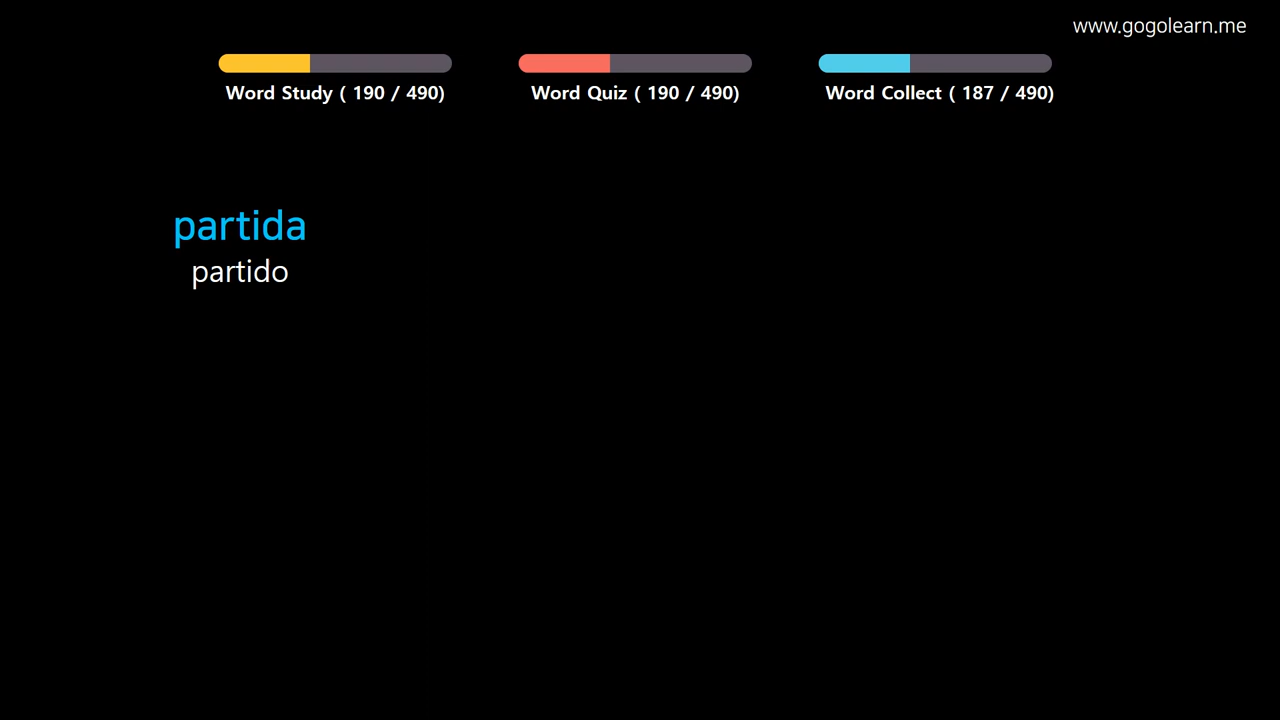 www.gogolearn.me
Word Study ( 190 / 490)
Word Quiz ( 190 / 490)
Word Collect ( 187 / 490)
partida
partido